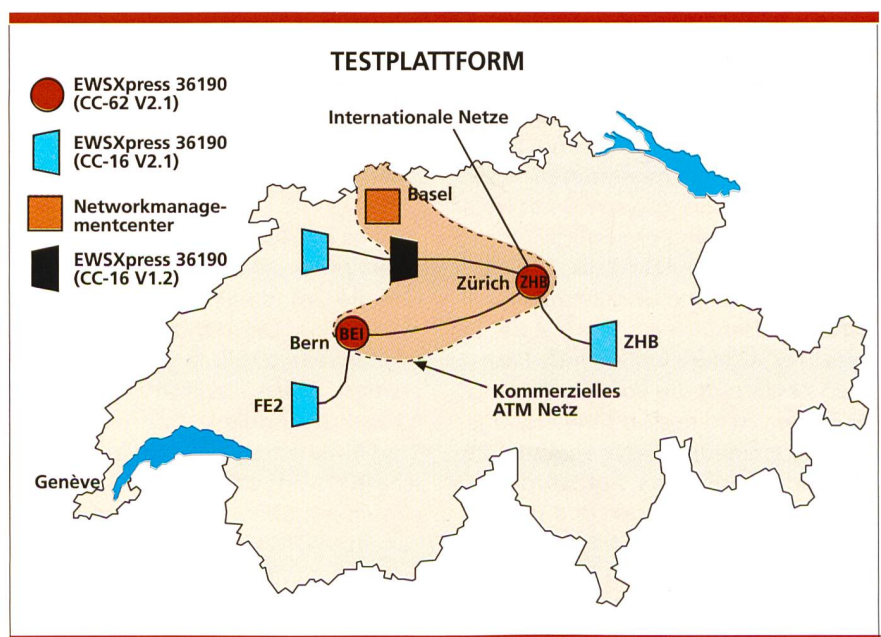 TESTPLATTFORM
EWSXpress 36190
(CC-62 V2.1)
EWSXpress 36190
(CC-16 V2.1)
Networkmanage-
mentcenter
EWSXpress 36190
(CC-16 V1.2)
Internationale Netze
Basel
Zürich
ZHB
Bern
BEI
ZHB
FE2
Kommerzielles
ATM Netz
Genève